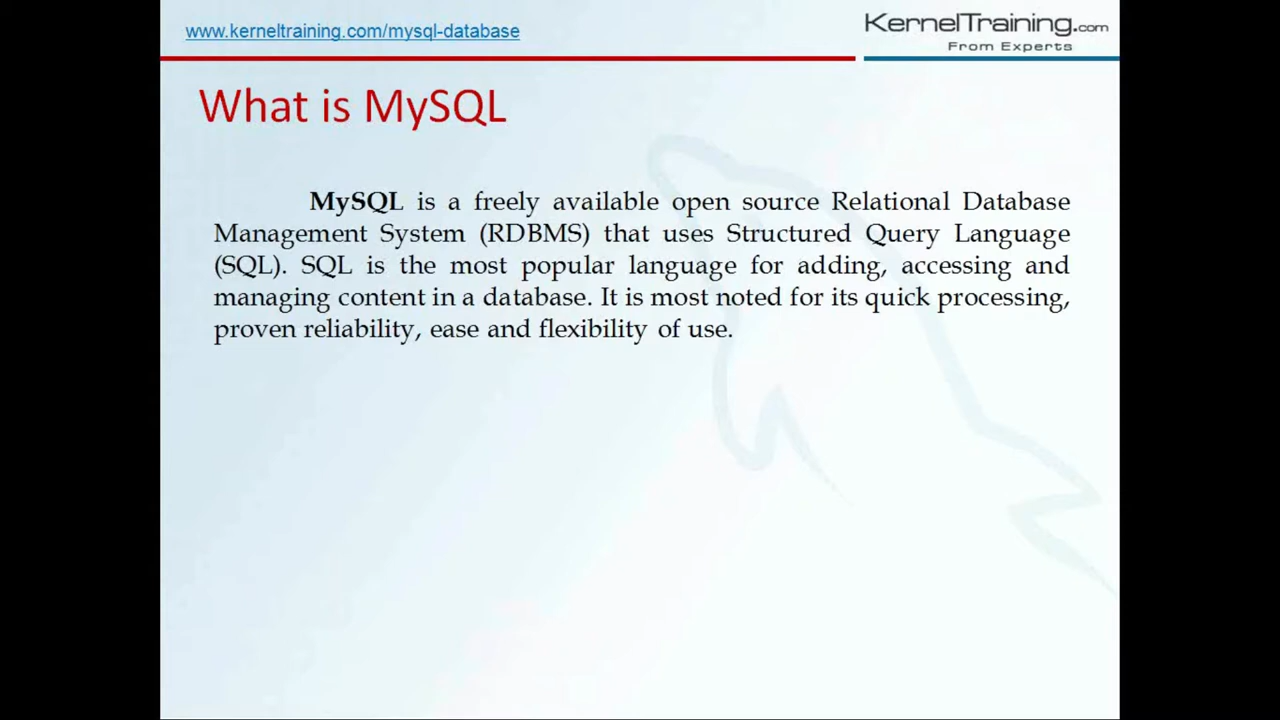 www.kerneltraining.com/mysql-database
KernelTraining.com
From Experts
What is MySQL
MySQL is a freely available open source Relational Database
Management System (RDBMS) that uses Structured Query Language
(SQL). SQL is the most popular language for adding, accessing and
managing content in a database. It is most noted for its quick processing,
proven reliability, ease and flexibility of use.